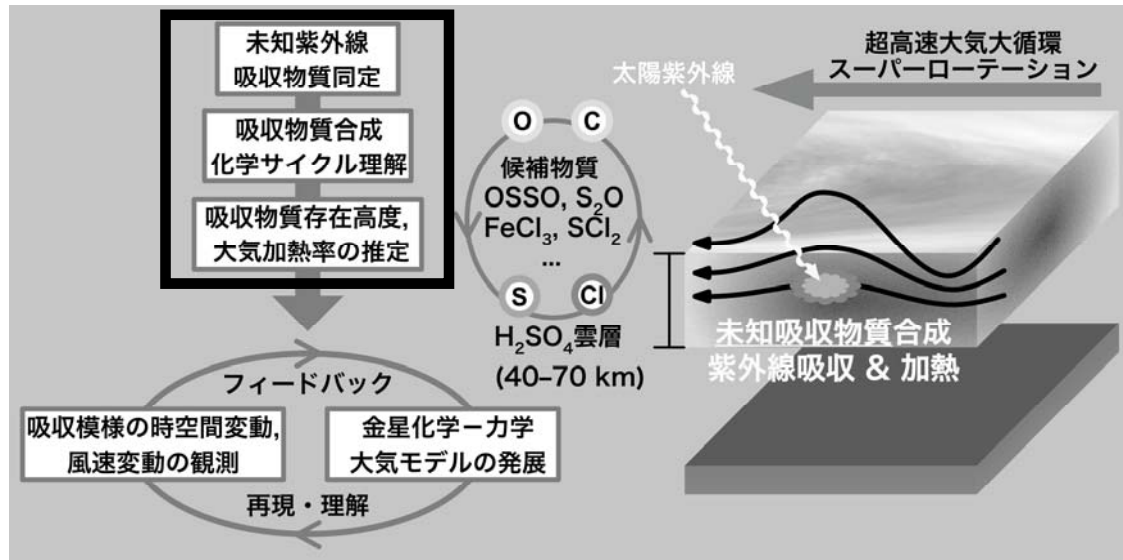 未知紫外線
吸収物質同定
吸収物質合成
化学サイクル理解
吸収物質存在高度,
大気加熱率の推定
フィードバック
吸収模様の時空間変動,
風速変動の観測
金星化学－力学
大気モデルの発展
再現・理解
O
C
候補物質
OSSO, S₂O
FeCl₃, SCl₂
...
S
Cl
H₂SO₄雲層
(40–70 km)
超高速大気大循環
スーパーローテーション
太陽紫外線
未知吸収物質合成
紫外線吸収 & 加熱